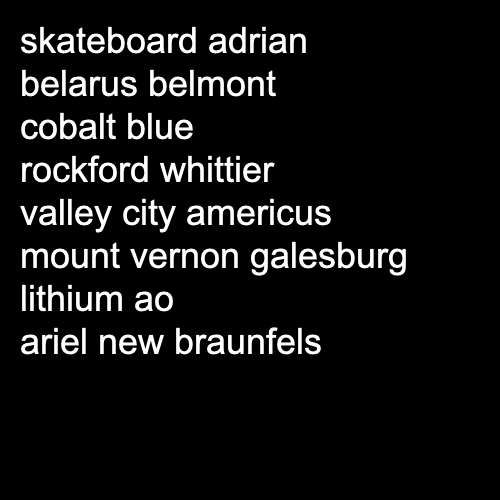 skateboard adrian
belarus belmont
cobalt blue
rockford whittier
valley city americus
mount vernon galesburg
lithium ao
ariel new braunfels